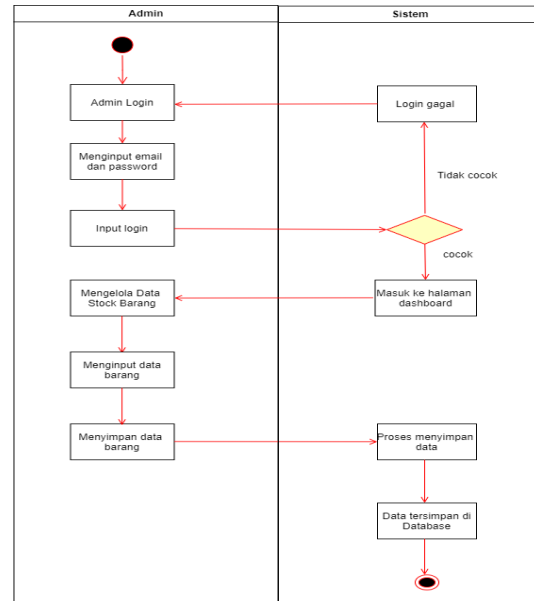 Admin
Sistem
Admin Login
Login gagal
Menginput email
dan password
Tidak cocok
Input login
cocok
Mengelola Data
Stock Barang
Masuk ke halaman
dashboard
Menginput data
barang
Menyimpan data
barang
Proses menyimpan
data
Data tersimpan di
Database